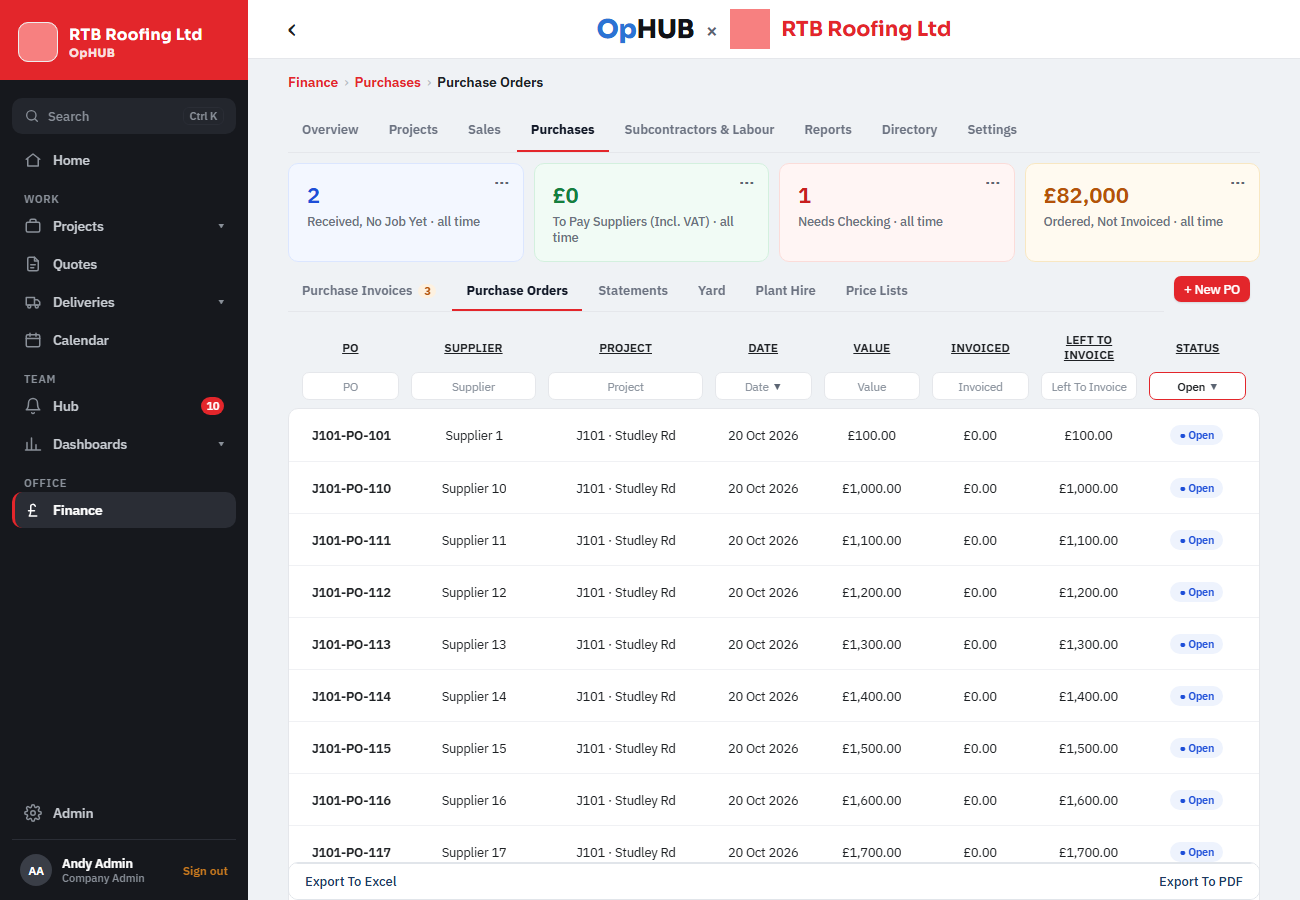 RTB Roofing Ltd
OpHUB
Search Ctrl K
Home
WORK
Projects
Quotes
Deliveries
Calendar
TEAM
Hub 10
Dashboards
OFFICE
£ Finance
Admin
AA Andy Admin
Company Admin
Sign out
OpHUB × RTB Roofing Ltd
Finance › Purchases › Purchase Orders
Overview Projects Sales Purchases Subcontractors & Labour Reports Directory Settings
2
Received, No Job Yet · all time
£0
To Pay Suppliers (Incl. VAT) · all
time
1
Needs Checking · all time
£82,000
Ordered, Not Invoiced · all time
Purchase Invoices 3 Purchase Orders Statements Yard Plant Hire Price Lists + New PO
PO SUPPLIER PROJECT DATE VALUE INVOICED LEFT TO INVOICE STATUS
PO Supplier Project Date Value Invoiced Left To Invoice Open
J101-PO-101 Supplier 1 J101 · Studley Rd 20 Oct 2026 £100.00 £0.00 £100.00 Open
J101-PO-110 Supplier 10 J101 · Studley Rd 20 Oct 2026 £1,000.00 £0.00 £1,000.00 Open
J101-PO-111 Supplier 11 J101 · Studley Rd 20 Oct 2026 £1,100.00 £0.00 £1,100.00 Open
J101-PO-112 Supplier 12 J101 · Studley Rd 20 Oct 2026 £1,200.00 £0.00 £1,200.00 Open
J101-PO-113 Supplier 13 J101 · Studley Rd 20 Oct 2026 £1,300.00 £0.00 £1,300.00 Open
J101-PO-114 Supplier 14 J101 · Studley Rd 20 Oct 2026 £1,400.00 £0.00 £1,400.00 Open
J101-PO-115 Supplier 15 J101 · Studley Rd 20 Oct 2026 £1,500.00 £0.00 £1,500.00 Open
J101-PO-116 Supplier 16 J101 · Studley Rd 20 Oct 2026 £1,600.00 £0.00 £1,600.00 Open
J101-PO-117 Supplier 17 J101 · Studley Rd 20 Oct 2026 £1,700.00 £0.00 £1,700.00 Open
Export To Excel Export To PDF